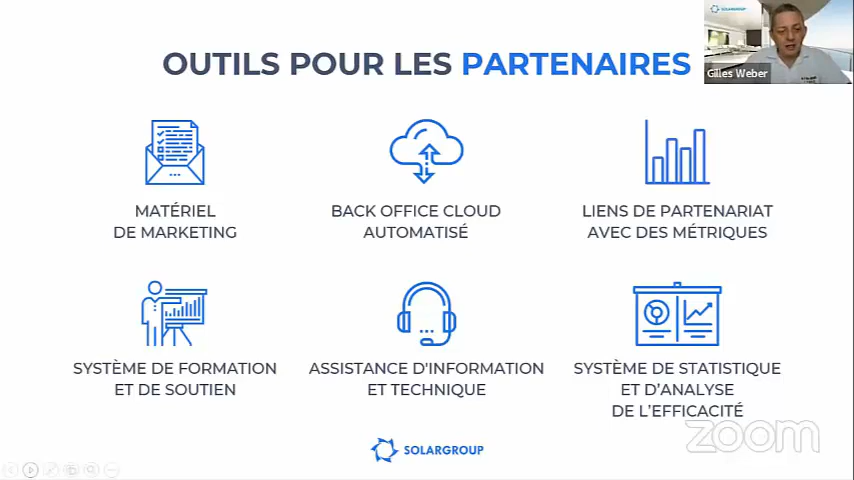 SOLARGROUP
OUTILS POUR LES PARTENAIRES
Gilles Weber
MATÉRIEL
DE MARKETING
BACK OFFICE CLOUD
AUTOMATISÉ
LIENS DE PARTENARIAT
AVEC DES MÉTRIQUES
SYSTÈME DE FORMATION
ET DE SOUTIEN
ASSISTANCE D'INFORMATION
ET TECHNIQUE
SYSTÈME DE STATISTIQUE
ET D'ANALYSE
DE L'EFFICACITÉ
zoom
SOLARGROUP